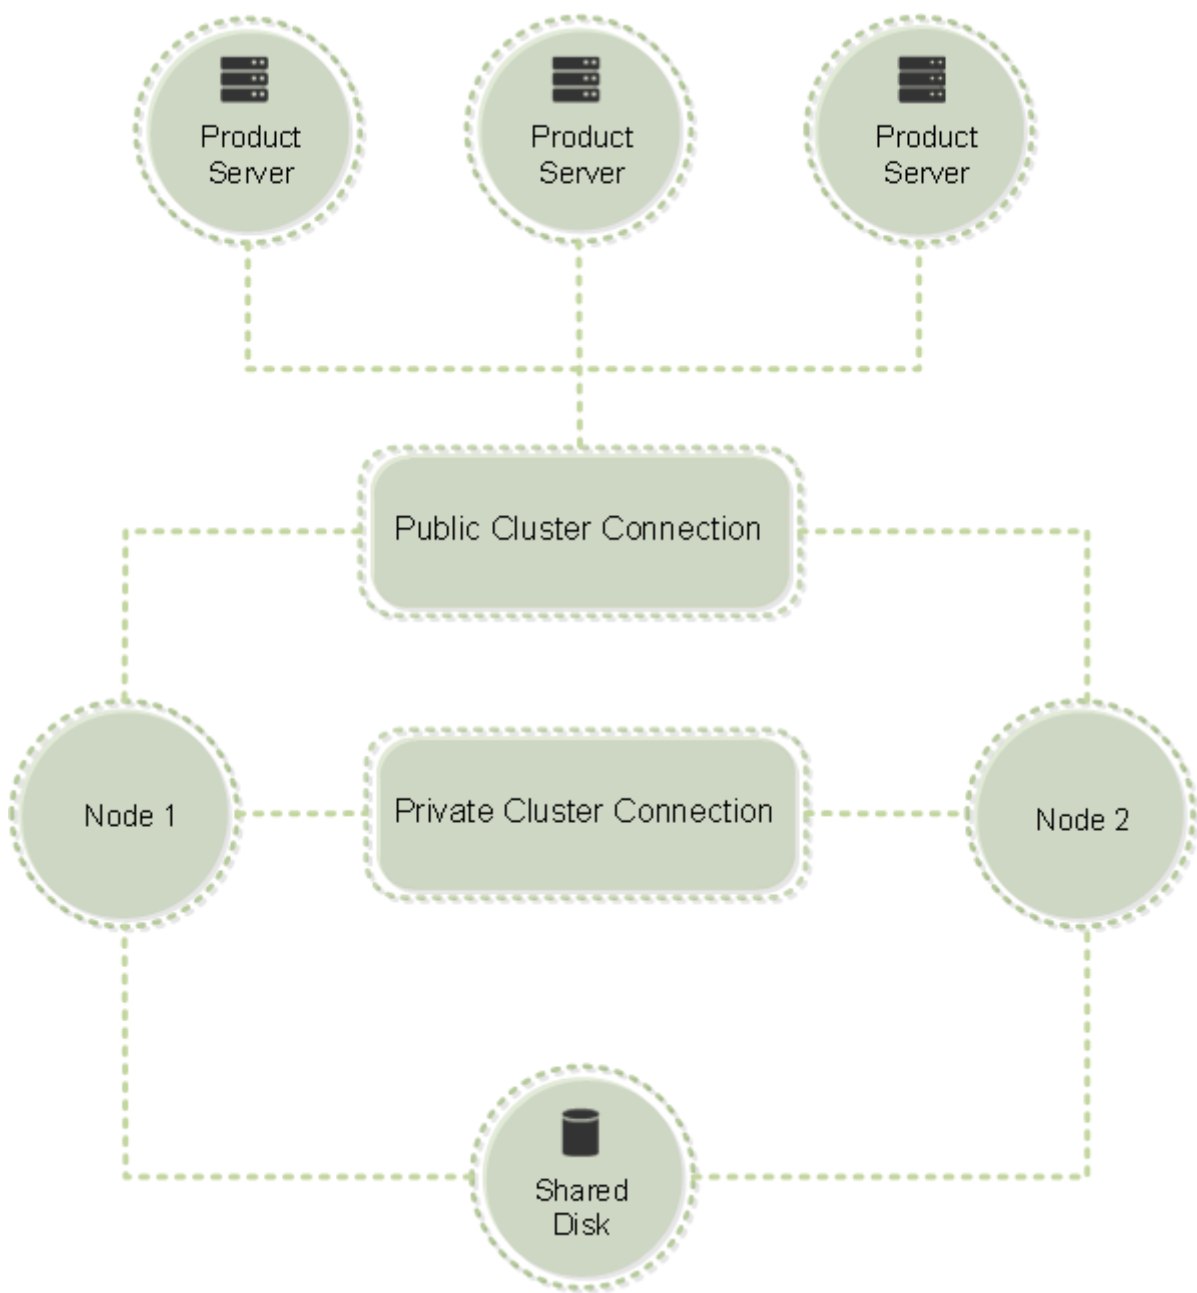 Product
Server
Product
Server
Product
Server
Public Cluster Connection
Node 1
Private Cluster Connection
Node 2
Shared
Disk